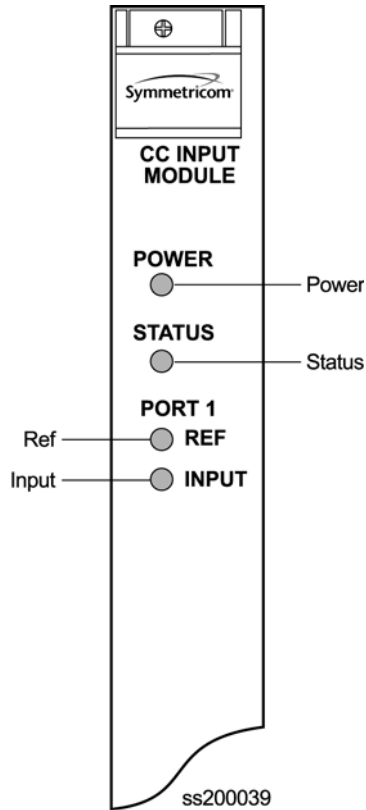 Symmetricom
CC INPUT
MODULE
POWER
Power
STATUS
Status
PORT 1
Ref
REF
Input
INPUT
ss200039